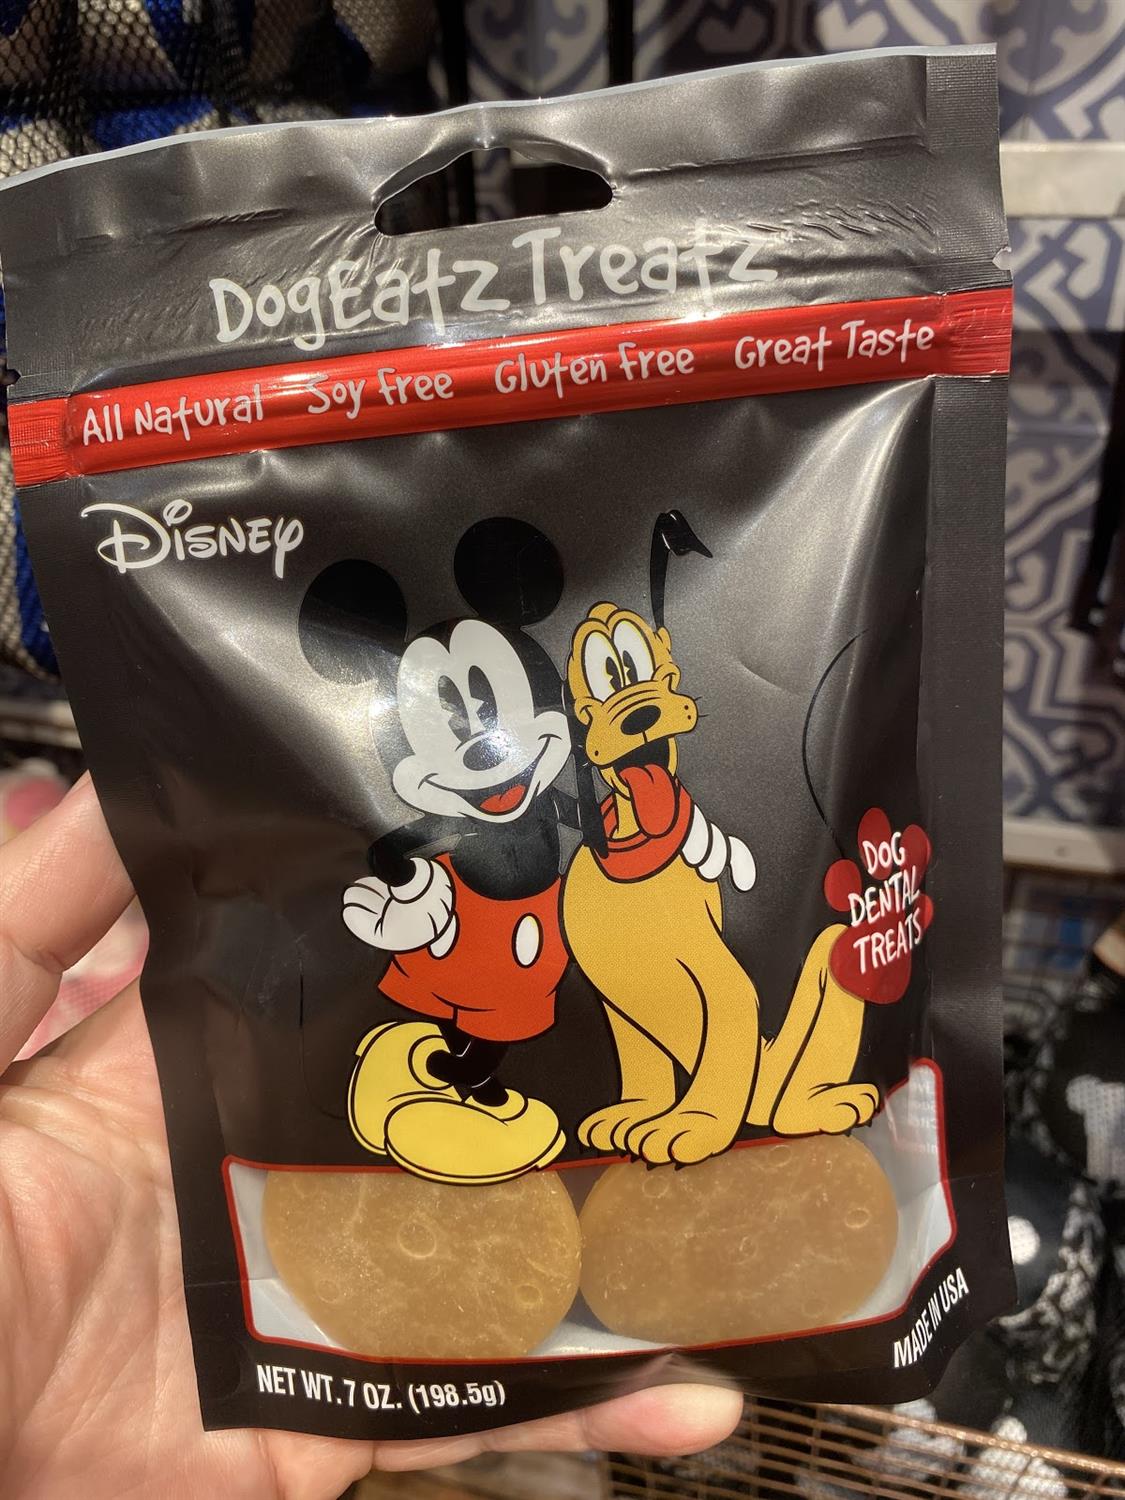 DogEatz Treatz
All Natural Soy Free Gluten Free Great Taste
Disney
DOG
DENTAL
TREATS
NET WT. 7 OZ. (198.5g)
MADE IN USA